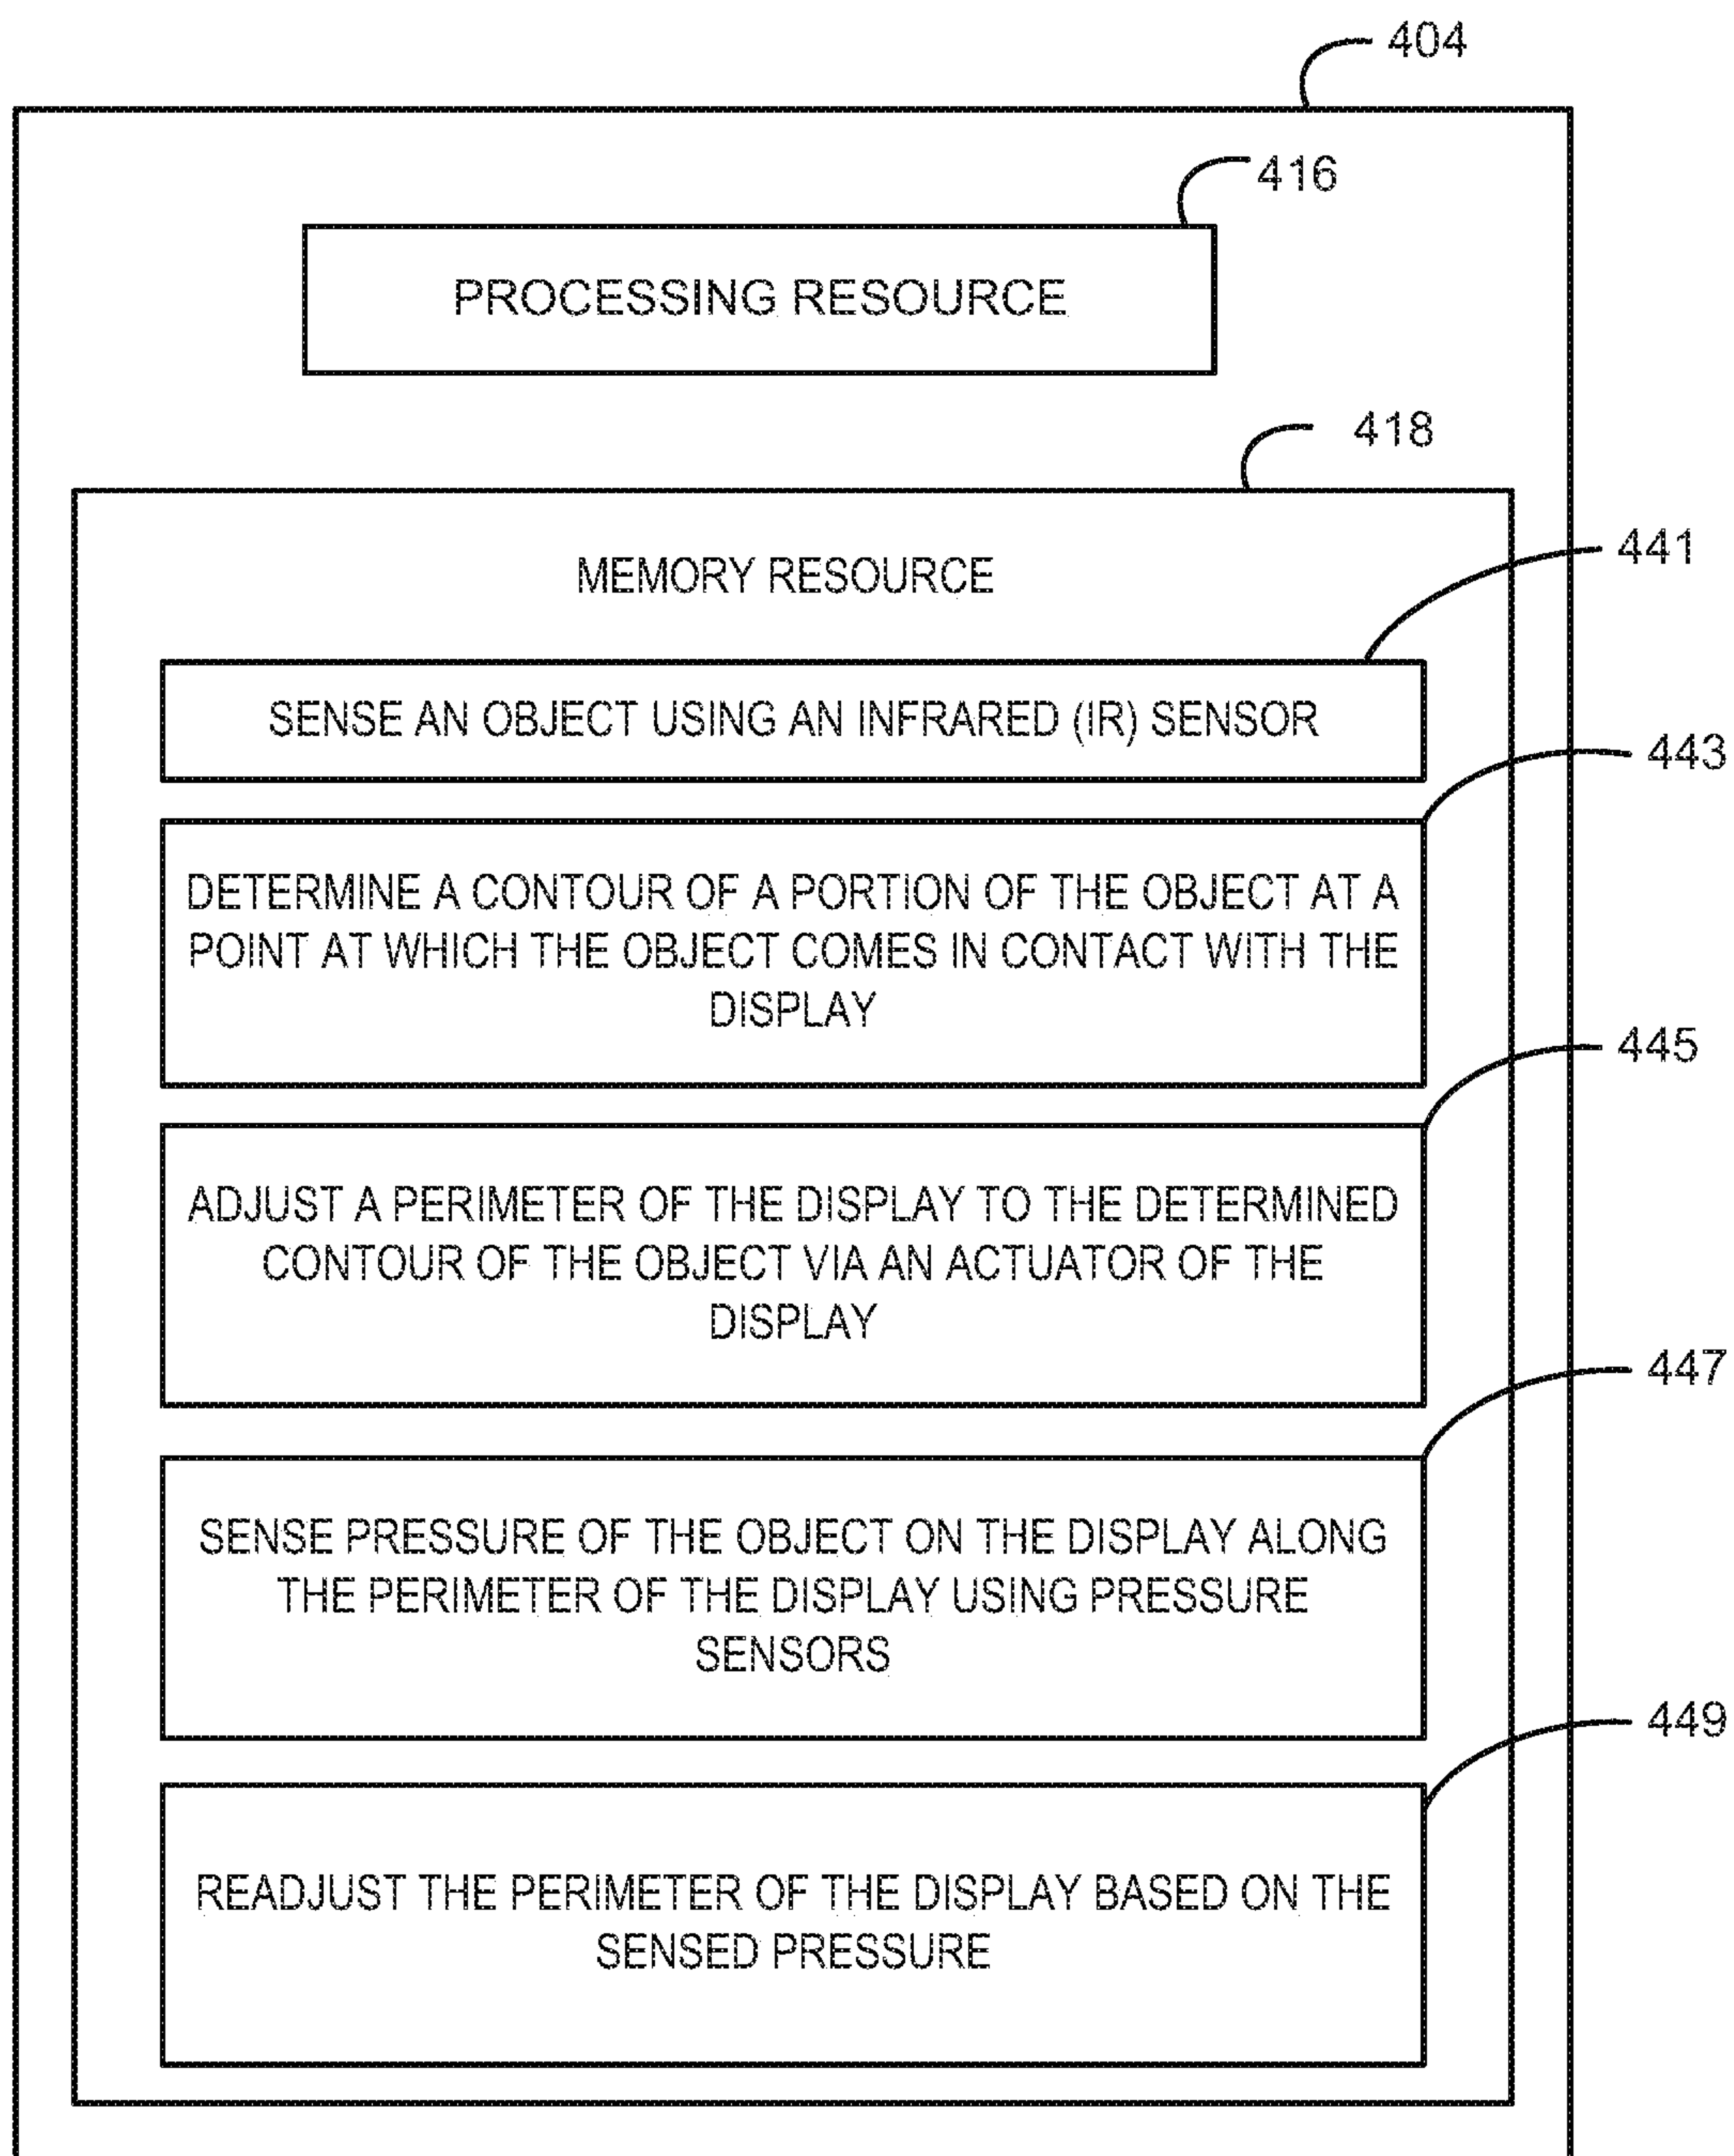 404
416
PROCESSING RESOURCE
418
MEMORY RESOURCE
441
SENSE AN OBJECT USING AN INFRARED (IR) SENSOR
443
DETERMINE A CONTOUR OF A PORTION OF THE OBJECT AT A
POINT AT WHICH THE OBJECT COMES IN CONTACT WITH THE
DISPLAY
445
ADJUST A PERIMETER OF THE DISPLAY TO THE DETERMINED
CONTOUR OF THE OBJECT VIA AN ACTUATOR OF THE
DISPLAY
447
SENSE PRESSURE OF THE OBJECT ON THE DISPLAY ALONG
THE PERIMETER OF THE DISPLAY USING PRESSURE
SENSORS
449
READJUST THE PERIMETER OF THE DISPLAY BASED ON THE
SENSED PRESSURE